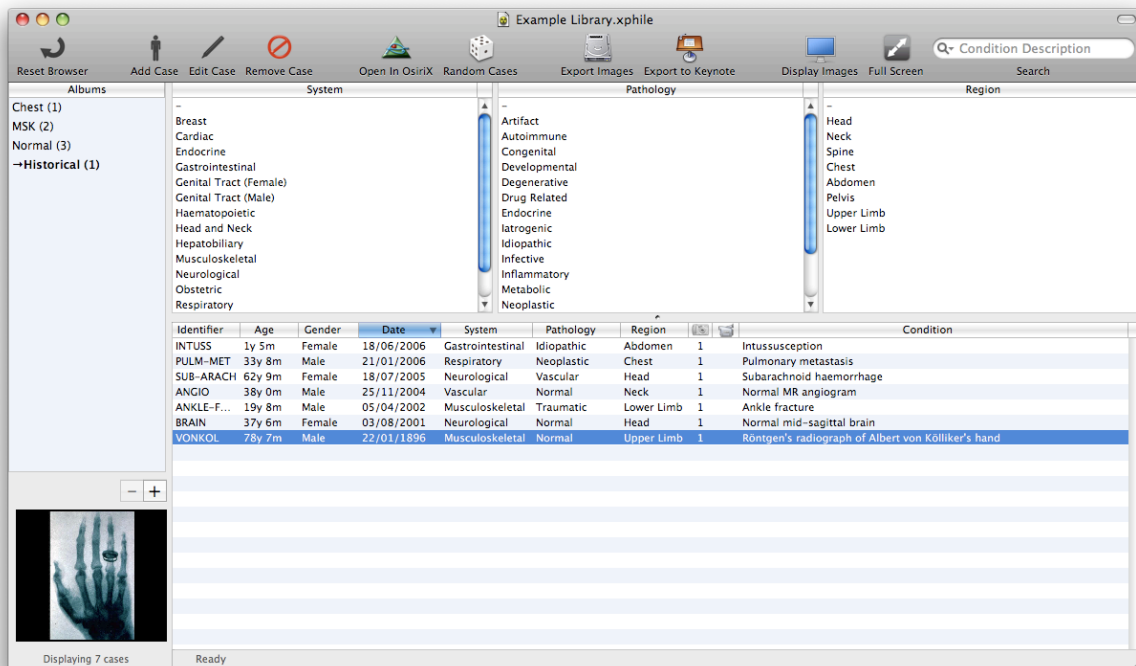 Example Library.xphile
Reset Browser Add Case Edit Case Remove Case Open In OsiriX Random Cases Export Images Export to Keynote Display Images Full Screen Condition Description Search
Albums System Pathology Region
Chest (1)
MSK (2)
Normal (3)
→Historical (1)
–
Breast
Cardiac
Endocrine
Gastrointestinal
Genital Tract (Female)
Genital Tract (Male)
Haematopoietic
Head and Neck
Hepatobiliary
Musculoskeletal
Neurological
Obstetric
Respiratory
–
Artifact
Autoimmune
Congenital
Developmental
Degenerative
Drug Related
Endocrine
Iatrogenic
Idiopathic
Infective
Inflammatory
Metabolic
Neoplastic
–
Head
Neck
Spine
Chest
Abdomen
Pelvis
Upper Limb
Lower Limb
Identifier Age Gender Date System Pathology Region Condition
INTUSS 1y 5m Female 18/06/2006 Gastrointestinal Idiopathic Abdomen 1 Intussusception
PULM-MET 33y 8m Male 21/01/2006 Respiratory Neoplastic Chest 1 Pulmonary metastasis
SUB-ARACH 62y 9m Female 18/07/2005 Neurological Vascular Head 1 Subarachnoid haemorrhage
ANGIO 38y 0m Male 25/11/2004 Vascular Normal Neck 1 Normal MR angiogram
ANKLE-F... 19y 8m Male 05/04/2002 Musculoskeletal Traumatic Lower Limb 1 Ankle fracture
BRAIN 37y 6m Female 03/08/2001 Neurological Normal Head 1 Normal mid-sagittal brain
VONKOL 78y 7m Male 22/01/1896 Musculoskeletal Normal Upper Limb 1 Röntgen's radiograph of Albert von Kölliker's hand
Displaying 7 cases Ready